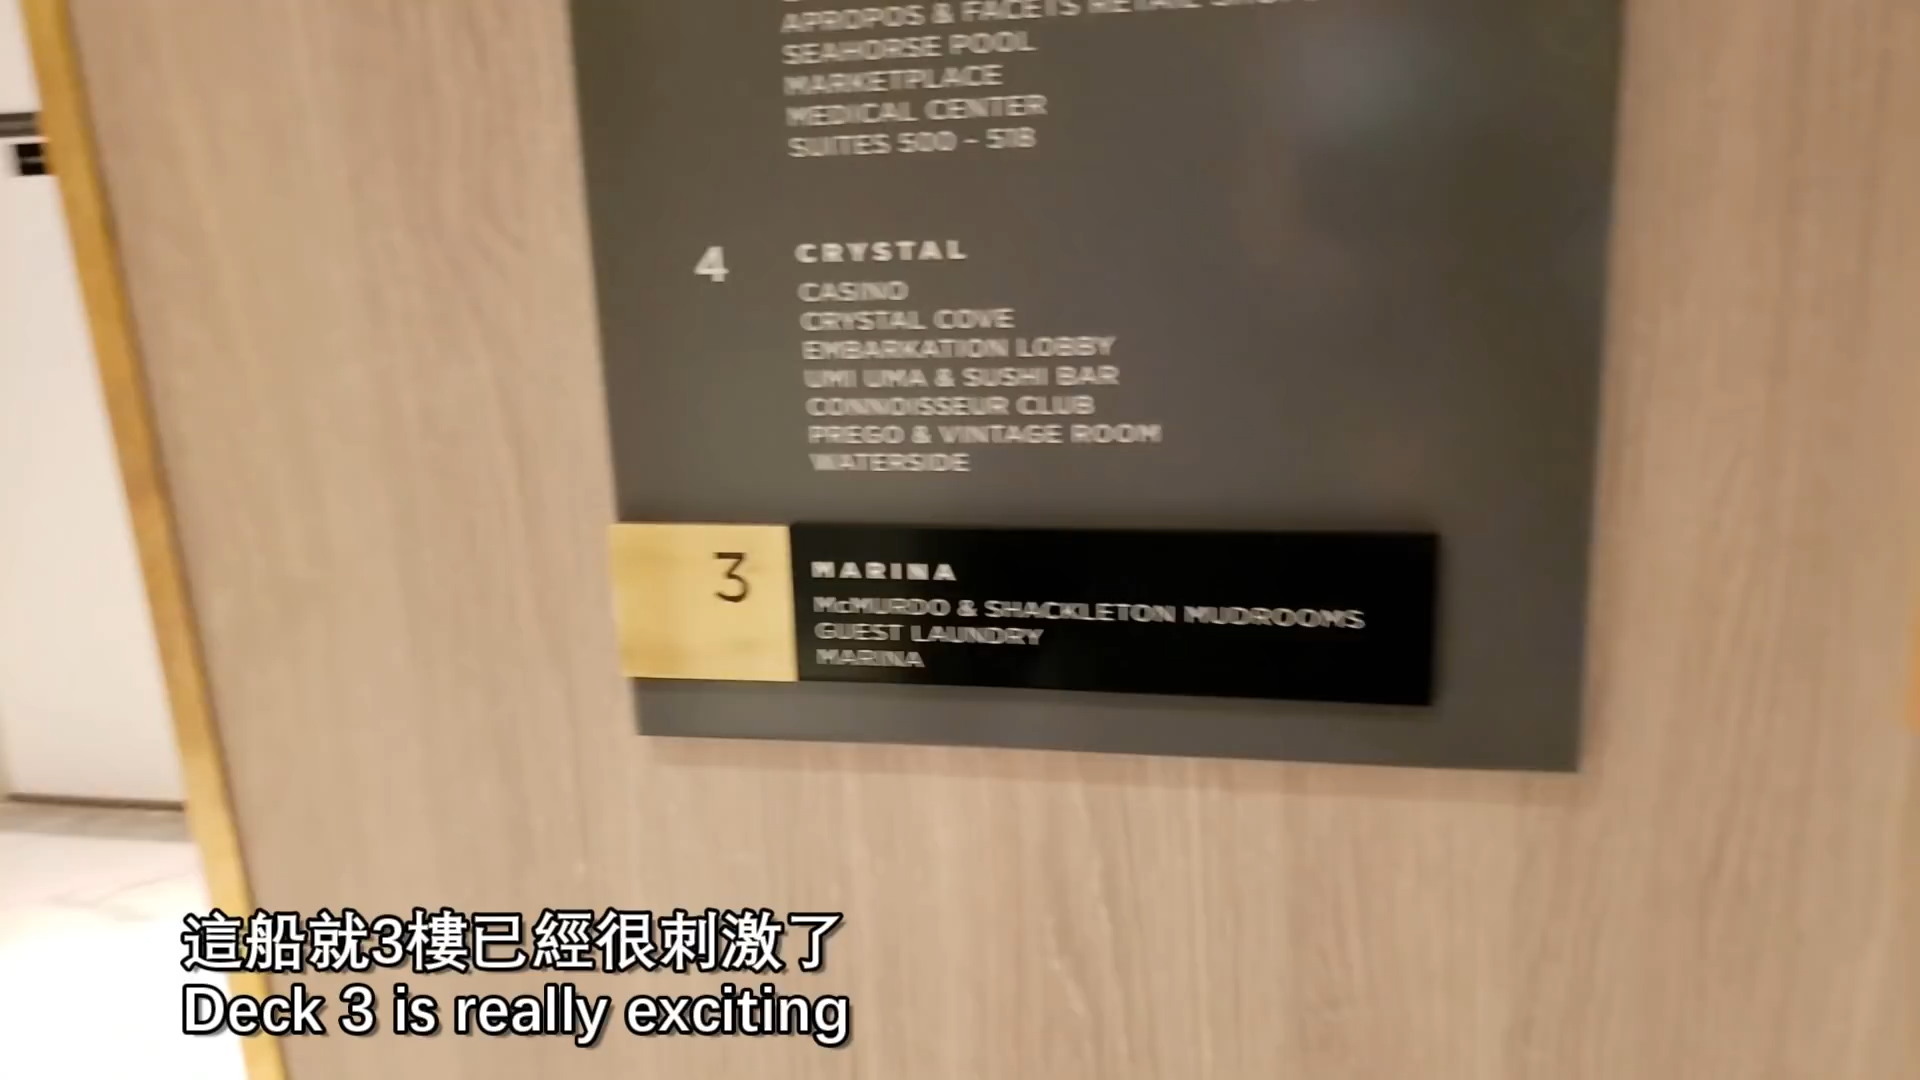 APROPOS & FACETS RETAIL
SEAHORSE POOL
MARKETPLACE
MEDICAL CENTER
SUITES 500 - 518
4 CRYSTAL
CASINO
CRYSTAL COVE
EMBARKATION LOBBY
UMI UMA & SUSHI BAR
CONNOISSEUR CLUB
PREGO & VINTAGE ROOM
WATERSIDE
3 MARINA
McMURDO & SHACKLETON MUDROOMS
GUEST LAUNDRY
MARINA
這船就3樓已經很刺激了
Deck 3 is really exciting